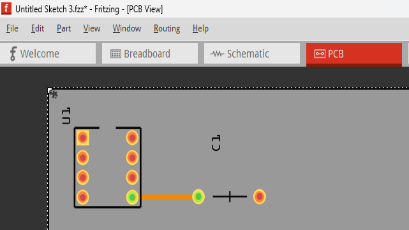 Untitled Sketch 3.fzz* - Fritzing - [PCB View]
File Edit Part View Window Routing Help
Welcome Breadboard Schematic PCB
U1
C1